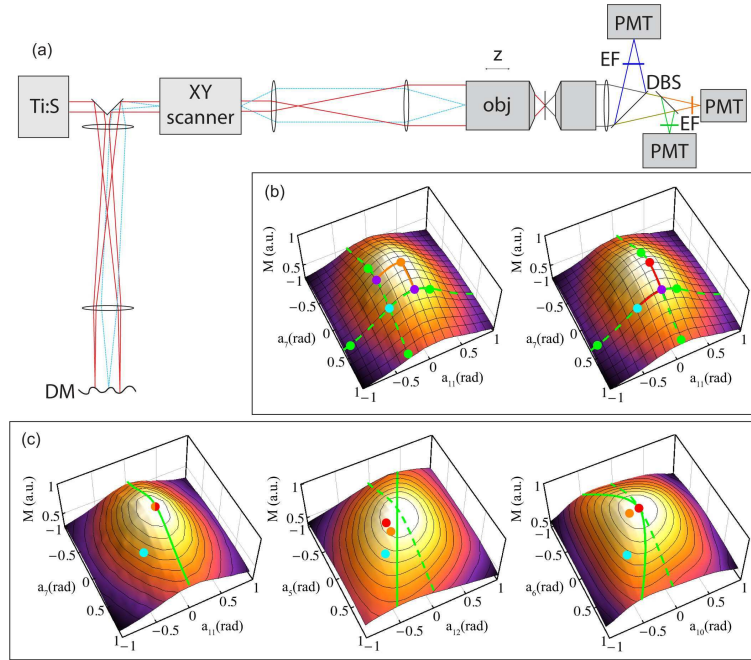 (a)
Ti:S
XY
scanner
z
obj
PMT
EF
DBS
PMT
EF
PMT
DM
(b)
M (a.u.)
1
0.5
−1
−0.5
0
0.5
1
a7(rad)
−1
−0.5
0
0.5
1
a11(rad)
M (a.u.)
1
0.5
−1
−0.5
0
0.5
1
a7(rad)
−1
−0.5
0
0.5
1
a11(rad)
(c)
M (a.u.)
1
0.5
−1
−0.5
0
0.5
1
a7(rad)
−1
−0.5
0
0.5
1
a11(rad)
M (a.u.)
1
0.5
−1
−0.5
0
0.5
1
a5(rad)
−1
−0.5
0
0.5
1
a12(rad)
M (a.u.)
1
0.5
−1
−0.5
0
0.5
1
a6(rad)
−1
−0.5
0
0.5
1
a10(rad)